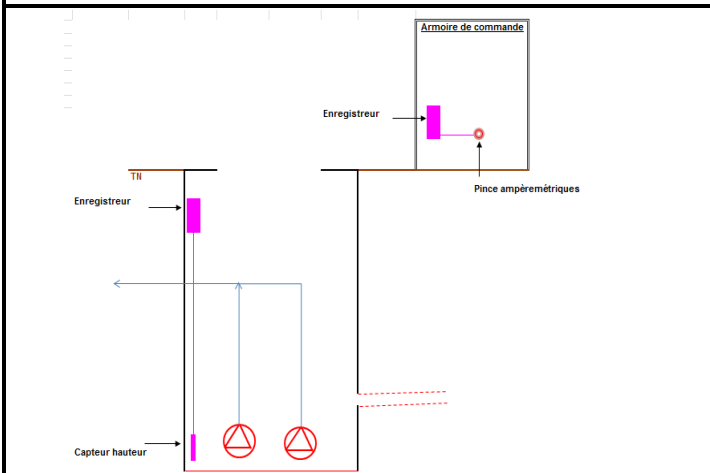 Armoire de commande
Enregistreur
Pince ampèremétriques
TN
Enregistreur
Capteur hauteur